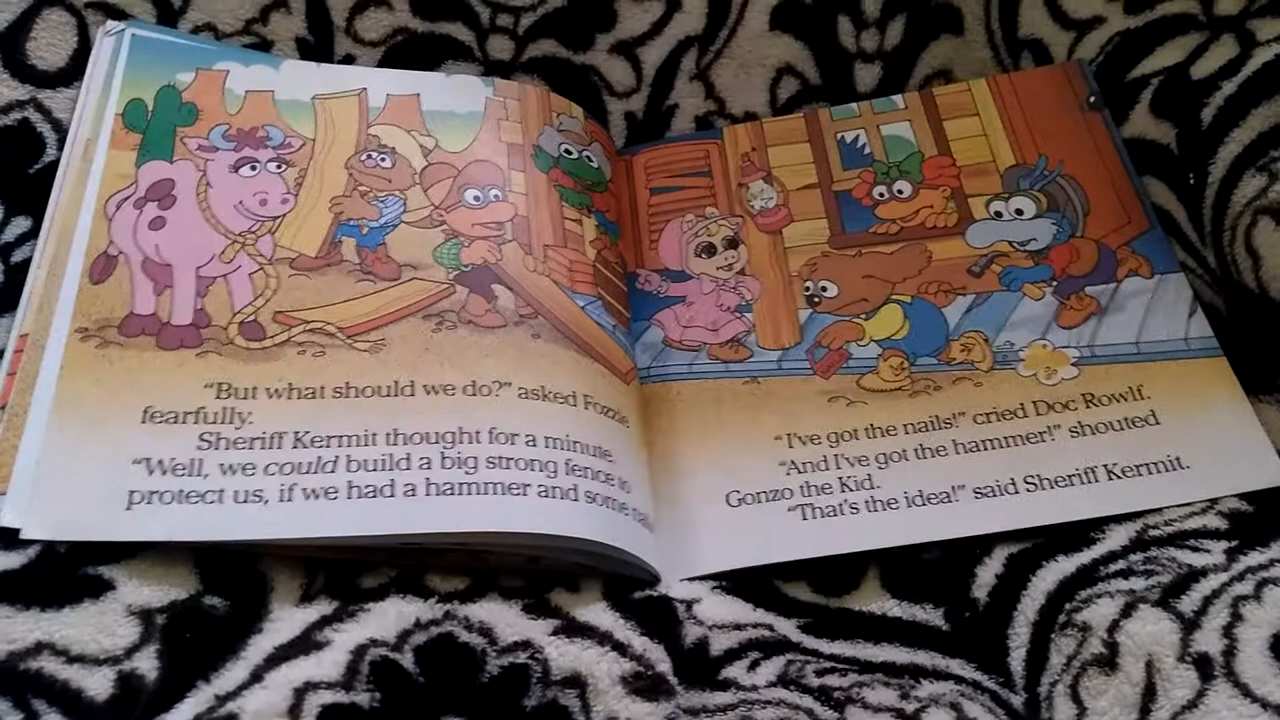 "But what should we do?" asked Fozzie
fearfully.
Sheriff Kermit thought for a minute.
"Well, we could build a big strong fence to
protect us, if we had a hammer and some
"I've got the nails!" cried Doc Rowlf.
"And I've got the hammer!" shouted
Gonzo the Kid.
"That's the idea!" said Sheriff Kermit.